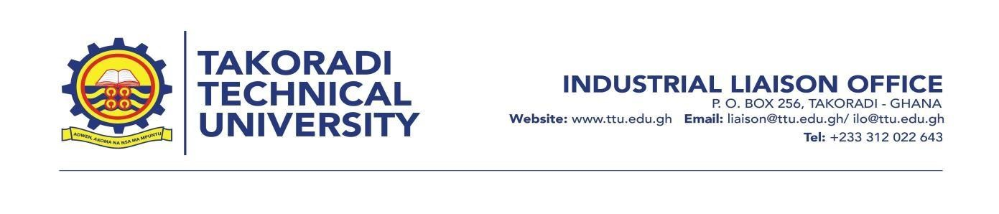 TAKORADI
TECHNICAL
UNIVERSITY
ADWEN, AKOMA NA NSA MA MPUNTU
INDUSTRIAL LIAISON OFFICE
P. O. BOX 256, TAKORADI - GHANA
Website: www.ttu.edu.gh Email: liaison@ttu.edu.gh/ ilo@ttu.edu.gh
Tel: +233 312 022 643